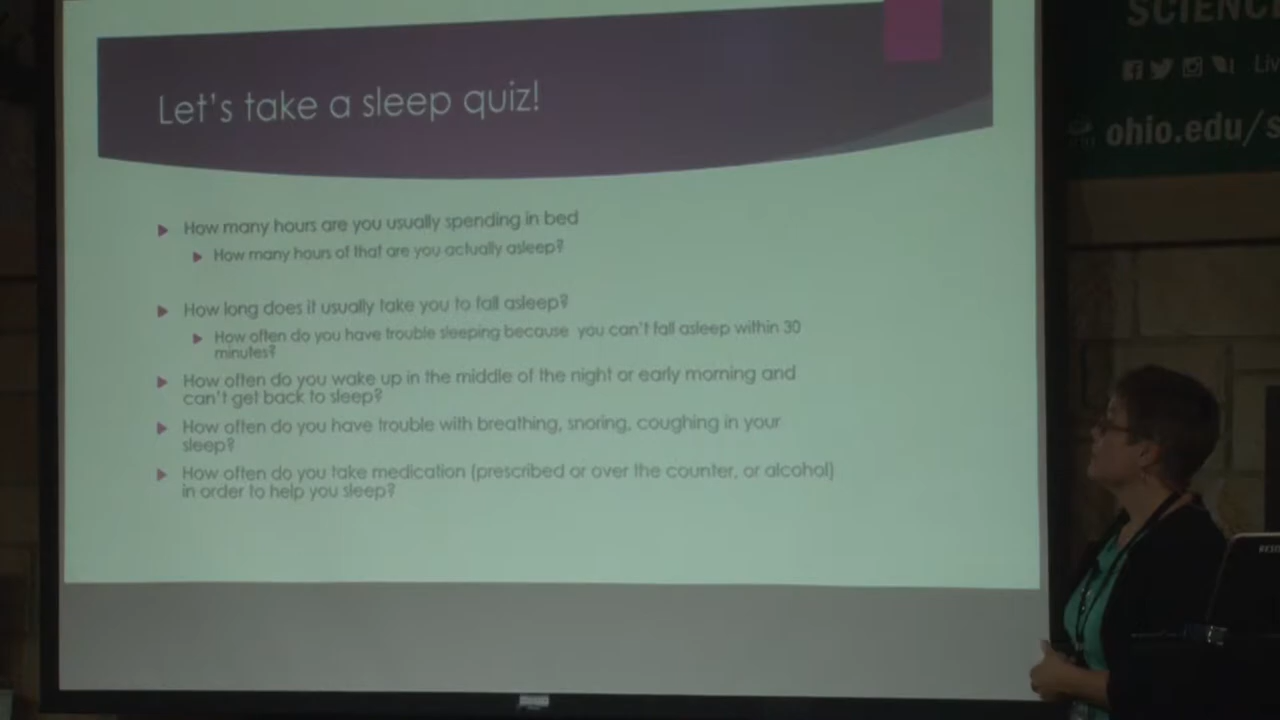 SCIENC
Liv
ohio.edu/s
Let's take a sleep quiz!
How many hours are you usually spending in bed
How many hours of that are you actually asleep?
How long does it usually take you to fall asleep?
How often do you have trouble sleeping because you can't fall asleep within 30
minutes?
How often do you wake up in the middle of the night or early morning and
can't get back to sleep?
How often do you have trouble with breathing, snoring, coughing in your
sleep?
How often do you take medication (prescribed or over the counter, or alcohol)
in order to help you sleep?